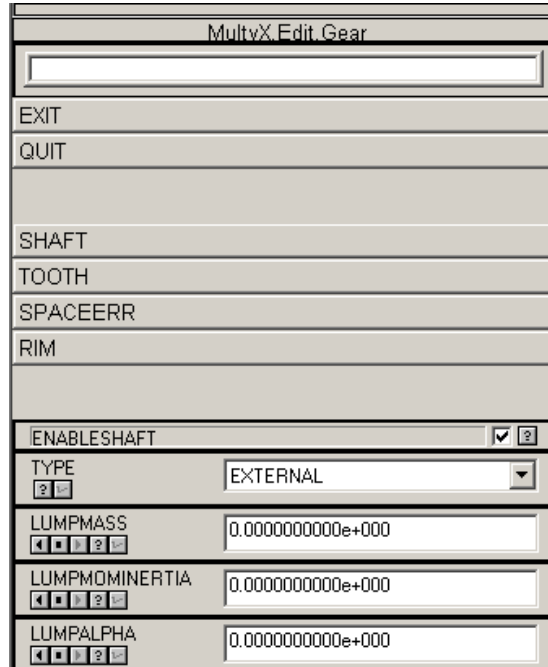 MultyX.Edit.Gear
EXIT
QUIT
SHAFT
TOOTH
SPACEERR
RIM
ENABLESHAFT ?
TYPE
? EXTERNAL
LUMPMASS
? 0.0000000000e+000
LUMPMOMINERTIA
? 0.0000000000e+000
LUMPALPHA
? 0.0000000000e+000